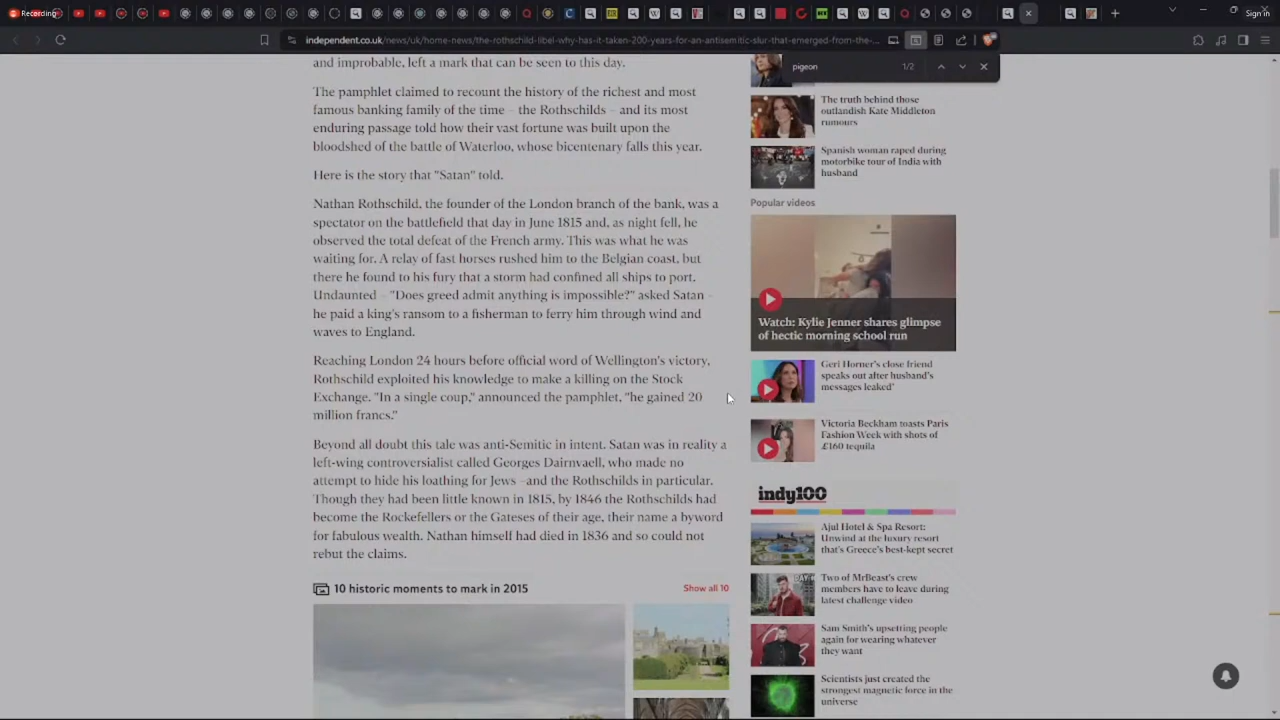 Recording
Sign in
independent.co.uk/news/uk/home-news/the-rothschild-libel-why-has-it-taken-200-years-for-an-antisemitic-slur-that-emerged-from-the-...
pigeon
1/2
and improbable, left a mark that can be seen to this day.
The pamphlet claimed to recount the history of the richest and most
famous banking family of the time – the Rothschilds – and its most
enduring passage told how their vast fortune was built upon the
bloodshed of the battle of Waterloo, whose bicentenary falls this year.
Here is the story that "Satan" told.
Nathan Rothschild, the founder of the London branch of the bank, was a
spectator on the battlefield that day in June 1815 and, as night fell, he
observed the total defeat of the French army. This was what he was
waiting for. A relay of fast horses rushed him to the Belgian coast, but
there he found to his fury that a storm had confined all ships to port.
Undaunted – "Does greed admit anything is impossible?" asked Satan –
he paid a king's ransom to a fisherman to ferry him through wind and
waves to England.
Reaching London 24 hours before official word of Wellington's victory,
Rothschild exploited his knowledge to make a killing on the Stock
Exchange. "In a single coup," announced the pamphlet, "he gained 20
million francs."
Beyond all doubt this tale was anti-Semitic in intent. Satan was in reality a
left-wing controversialist called Georges Dairnvaell, who made no
attempt to hide his loathing for Jews –and the Rothschilds in particular.
Though they had been little known in 1815, by 1846 the Rothschilds had
become the Rockefellers or the Gateses of their age, their name a byword
for fabulous wealth. Nathan himself had died in 1836 and so could not
rebut the claims.
10 historic moments to mark in 2015
Show all 10
The truth behind those
outlandish Kate Middleton
rumours
Spanish woman raped during
motorbike tour of India with
husband
Popular videos
Watch: Kylie Jenner shares glimpse
of hectic morning school run
Geri Horner's close friend
speaks out after husband's
'messages leaked'
Victoria Beckham toasts Paris
Fashion Week with shots of
£160 tequila
indy100
Ajul Hotel & Spa Resort:
Unwind at the luxury resort
that's Greece's best-kept secret
Two of MrBeast's crew
members have to leave during
latest challenge video
Sam Smith's upsetting people
again for wearing whatever
they want
Scientists just created the
strongest magnetic force in the
universe